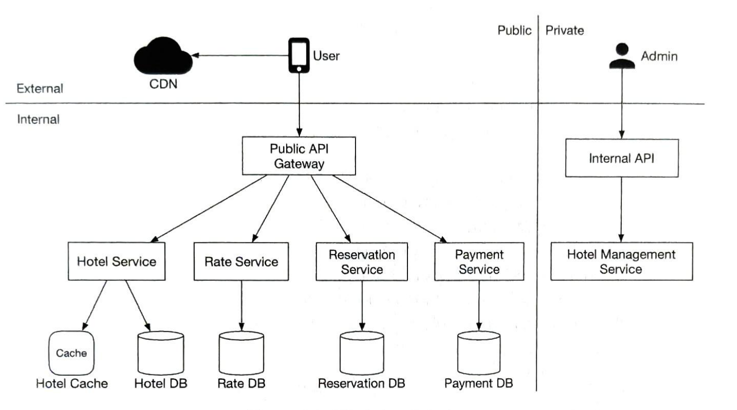 Public
Private
User
Admin
CDN
External
Internal
Public API
Gateway
Internal API
Hotel Service
Rate Service
Reservation
Service
Payment
Service
Hotel Management
Service
Cache
Hotel Cache
Hotel DB
Rate DB
Reservation DB
Payment DB